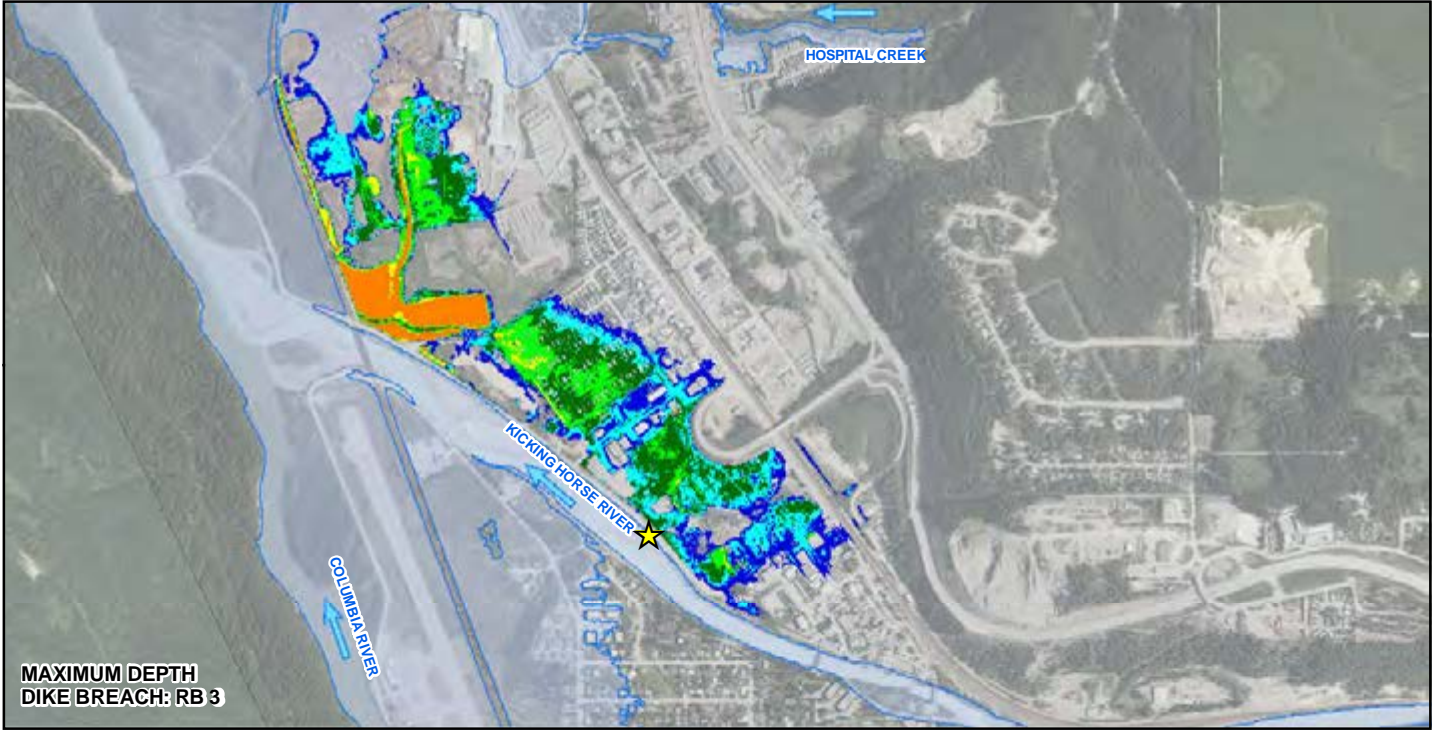 HOSPITAL CREEK
KICKING HORSE RIVER
COLUMBIA RIVER
MAXIMUM DEPTH
DIKE BREACH: RB 3